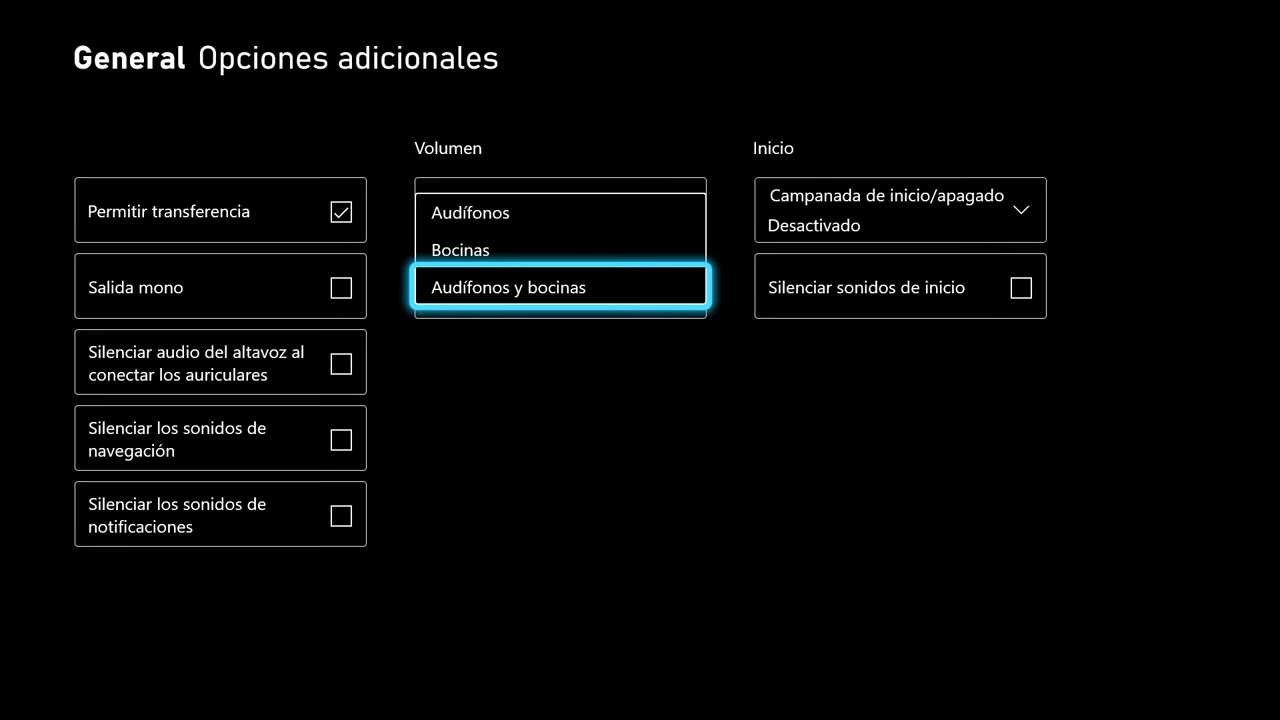 General Opciones adicionales
Permitir transferencia
Salida mono
Silenciar audio del altavoz al
conectar los auriculares
Silenciar los sonidos de
navegación
Silenciar los sonidos de
notificaciones
Volumen
Audífonos
Bocinas
Audífonos y bocinas
Inicio
Campanada de inicio/apagado
Desactivado
Silenciar sonidos de inicio